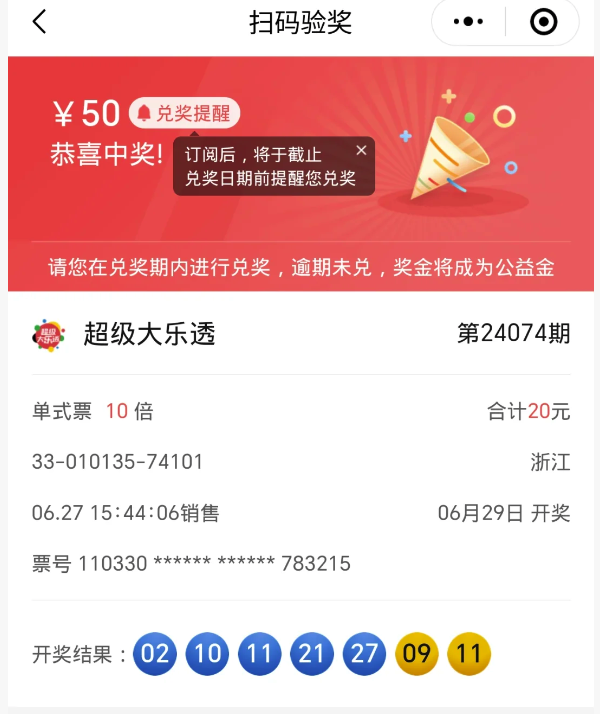 扫码验奖
¥50 兑奖提醒
恭喜中奖!
订阅后，将于截止
兑奖日期前提醒您兑奖
请您在兑奖期内进行兑奖，逾期未兑，奖金将成为公益金
超级大乐透
超级大乐透 第24074期
单式票 10 倍 合计20元
33-010135-74101 浙江
06.27 15:44:06销售 06月29日 开奖
票号 110330 ****** ****** 783215
开奖结果： 02 10 11 21 27 09 11